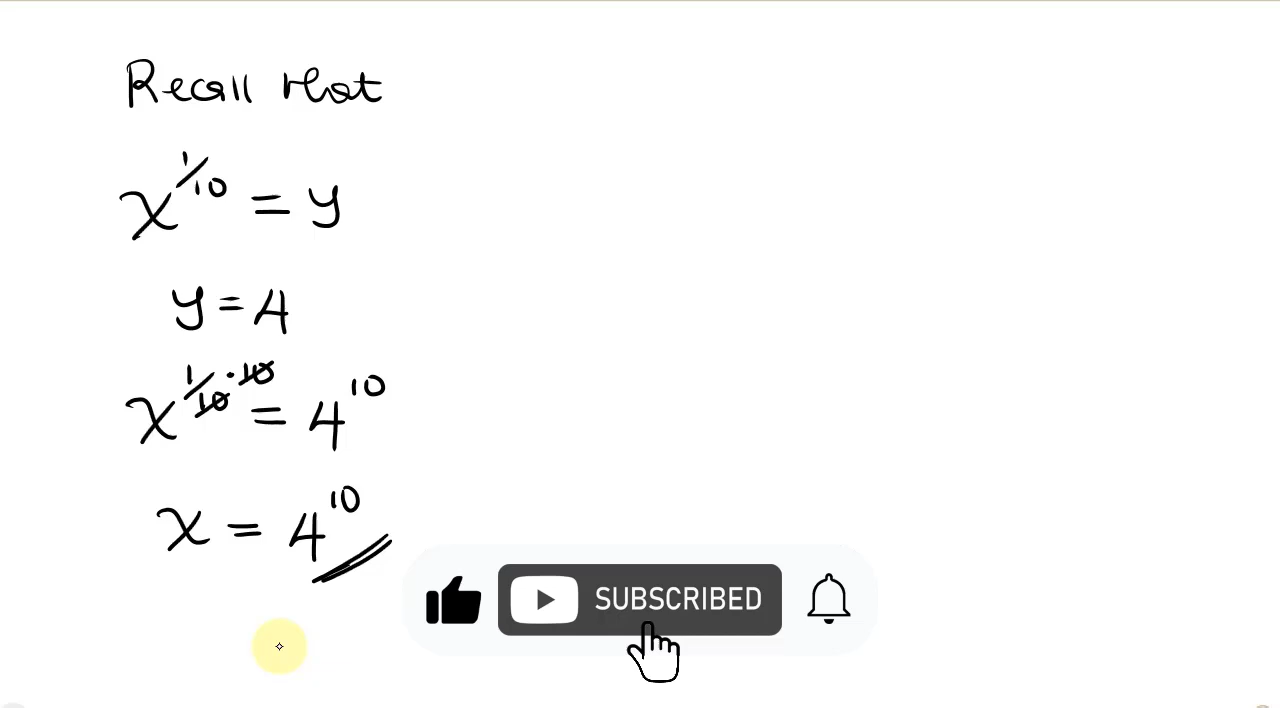 Recall that
x^{1/10} = y
y = 4
x^{1/10 · 10} = 4^{10}
x = 4^{10}
SUBSCRIBED